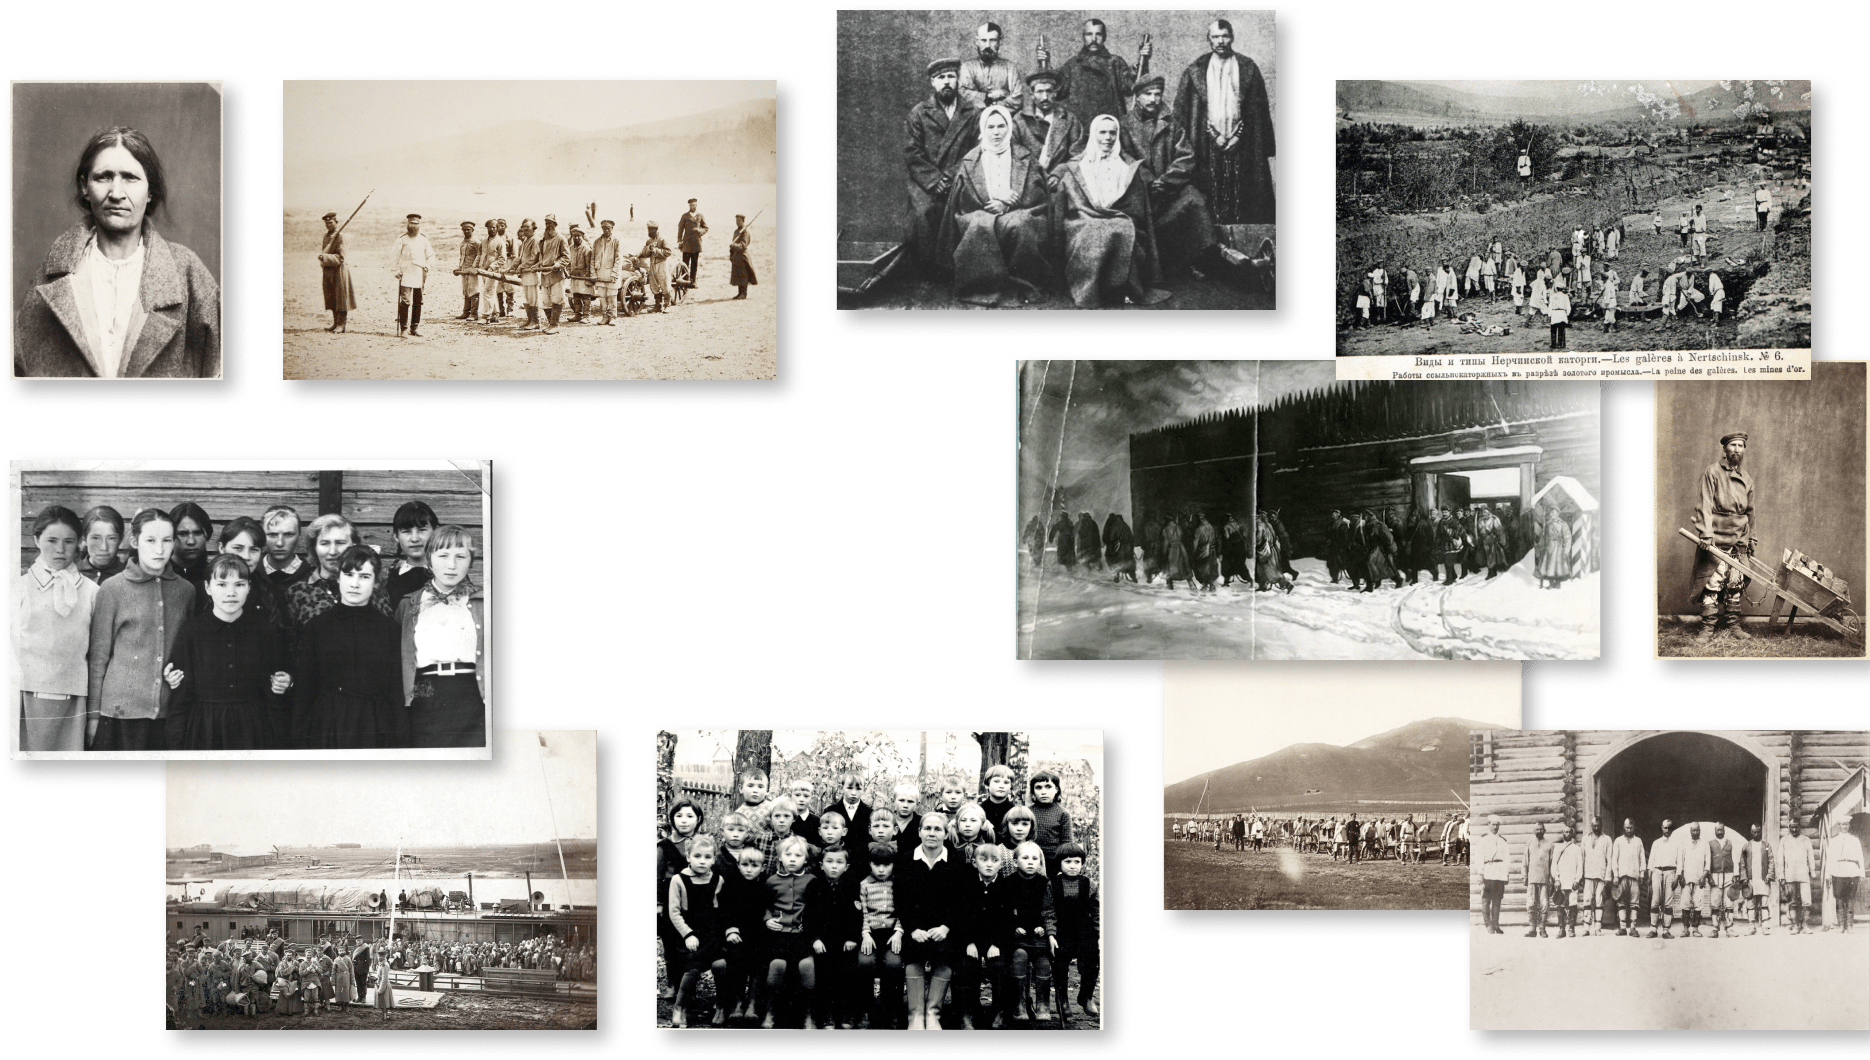 Виды и типы Нерчинской каторги.—Les galères à Nertschinsk. № 6.
Работы ссыльнокаторжныхъ въ разрѣзѣ золотого промысла.—La peine des galères. Les mines d'or.